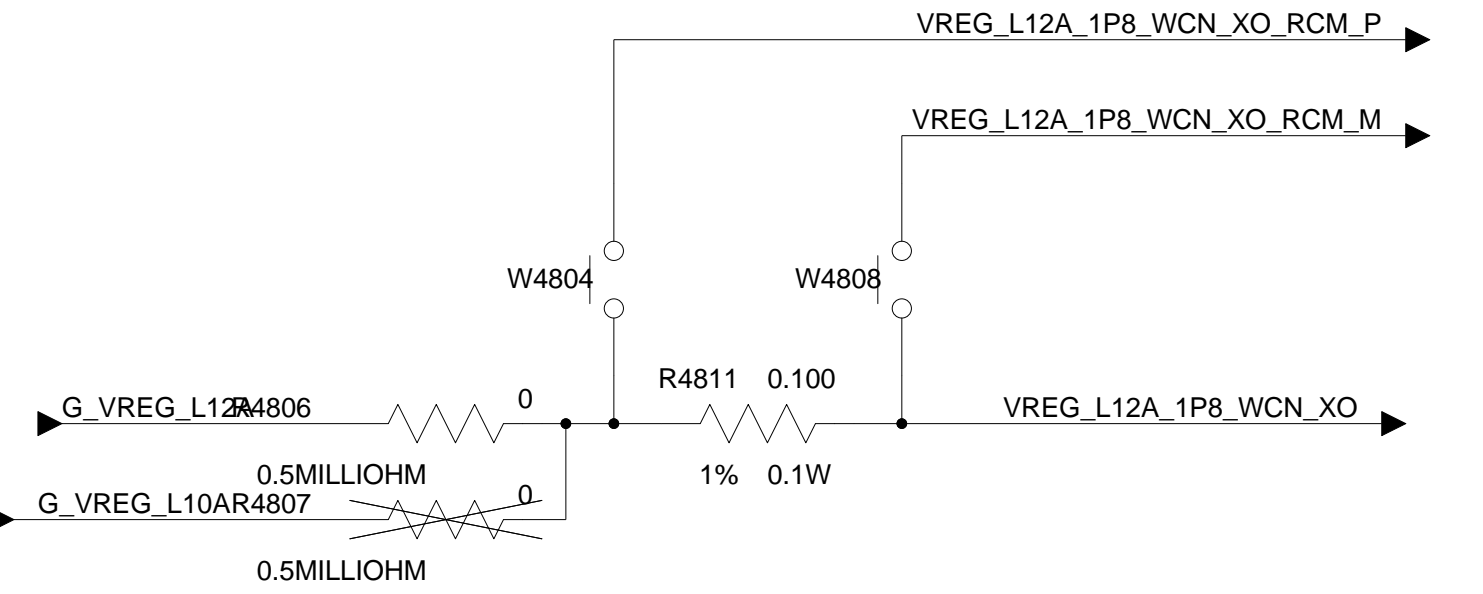 VREG_L12A_1P8_WCN_XO_RCM_P
VREG_L12A_1P8_WCN_XO_RCM_M
W4804
W4808
R4811 0.100
0
G_VREG_L12A
R4806
VREG_L12A_1P8_WCN_XO
0.5MILLIOHM
1% 0.1W
0
G_VREG_L10A
R4807
0.5MILLIOHM